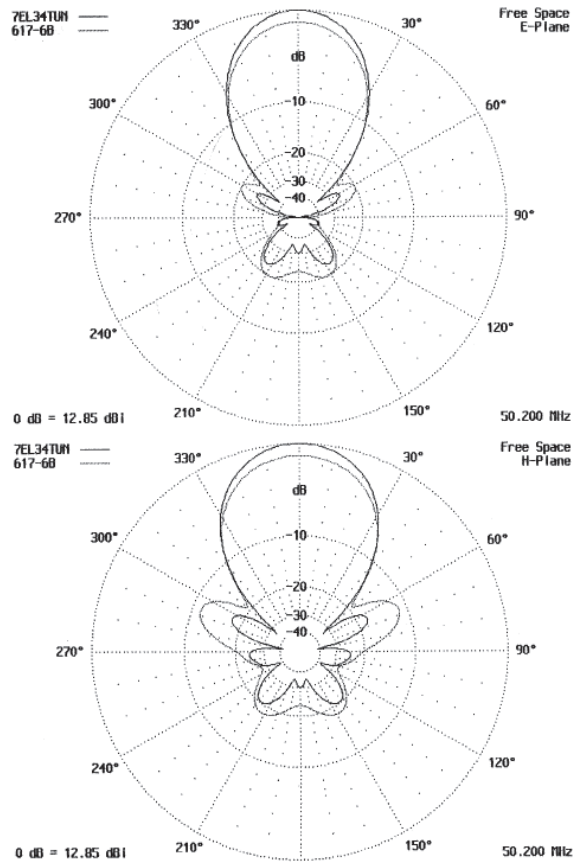 7EL34TUN
617-6B
Free Space
E-Plane
330°
30°
dB
300°
60°
-10
-20
-30
-40
270°
90°
240°
120°
210°
150°
0 dB = 12.85 dBi
50.200 MHz
7EL34TUN
617-6B
Free Space
H-Plane
330°
30°
dB
300°
60°
-10
-20
-30
-40
270°
90°
240°
120°
210°
150°
0 dB = 12.85 dBi
50.200 MHz